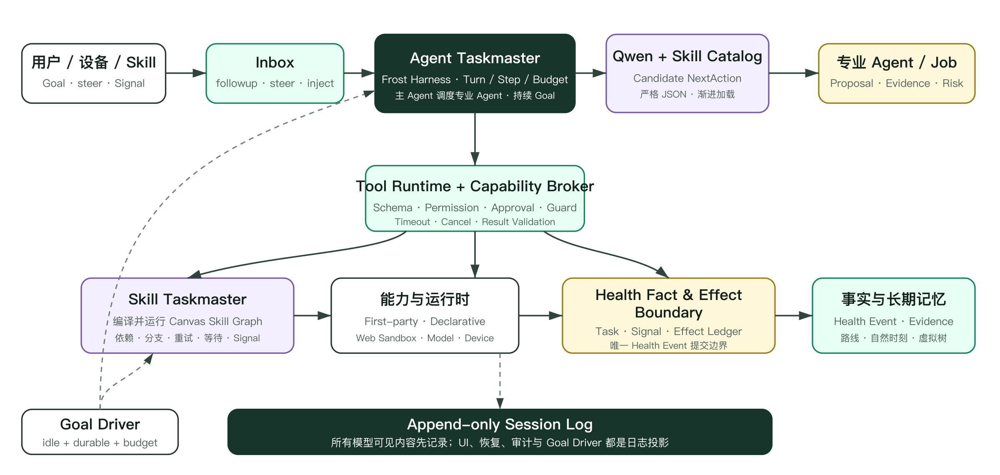 用户 / 设备 / Skill
Goal · steer · Signal
Inbox
followup · steer · inject
Agent Taskmaster
Frost Harness · Turn / Step / Budget
主 Agent 调度专业 Agent · 持续 Goal
Qwen + Skill Catalog
Candidate NextAction
严格 JSON · 渐进加载
专业 Agent / Job
Proposal · Evidence · Risk
Tool Runtime + Capability Broker
Schema · Permission · Approval · Guard
Timeout · Cancel · Result Validation
Skill Taskmaster
编译并运行 Canvas Skill Graph
依赖 · 分支 · 重试 · 等待 · Signal
能力与运行时
First-party · Declarative
Web Sandbox · Model · Device
Health Fact & Effect
Boundary
Task · Signal · Effect Ledger
唯一 Health Event 提交边界
事实与长期记忆
Health Event · Evidence
路线 · 自然时刻 · 虚拟树
Goal Driver
idle + durable + budget
Append-only Session Log
所有模型可见内容先记录；UI、恢复、审计与 Goal Driver 都是日志投影